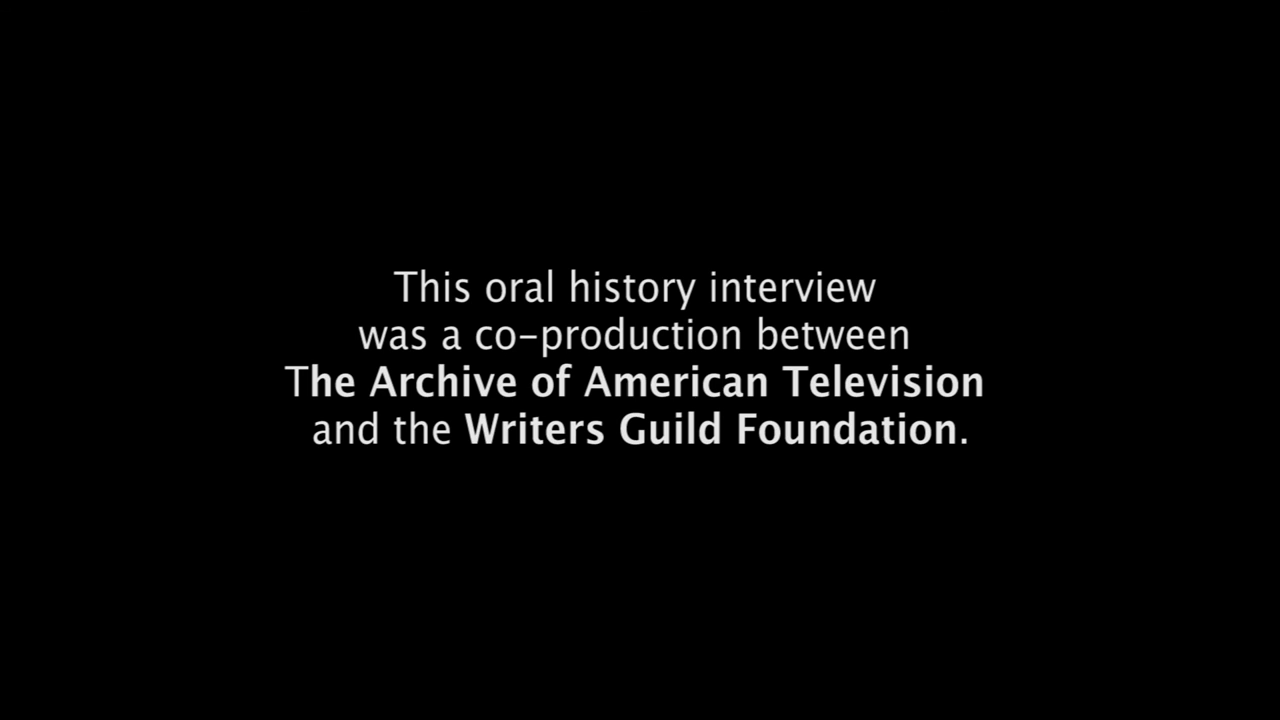 This oral history interview
was a co-production between
The Archive of American Television
and the Writers Guild Foundation.